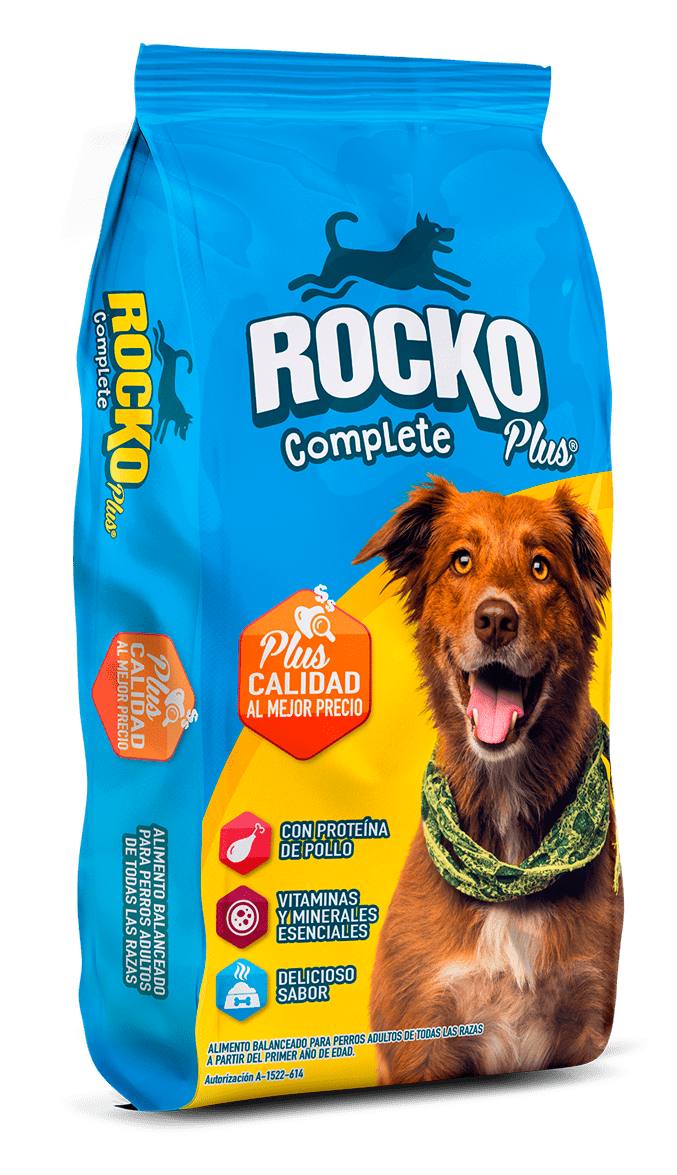 ROCKO
Complete Plus®
Plus
CALIDAD
AL MEJOR PRECIO
CON PROTEÍNA
DE POLLO
VITAMINAS
Y MINERALES
ESENCIALES
DELICIOSO
SABOR
ALIMENTO BALANCEADO PARA PERROS ADULTOS DE TODAS LAS RAZAS
A PARTIR DEL PRIMER AÑO DE EDAD.
Autorización A-1522-614
ROCKO
Complete Plus®
Plus
CALIDAD
AL MEJOR PRECIO
ALIMENTO BALANCEADO
PARA PERROS ADULTOS
DE TODAS LAS RAZAS